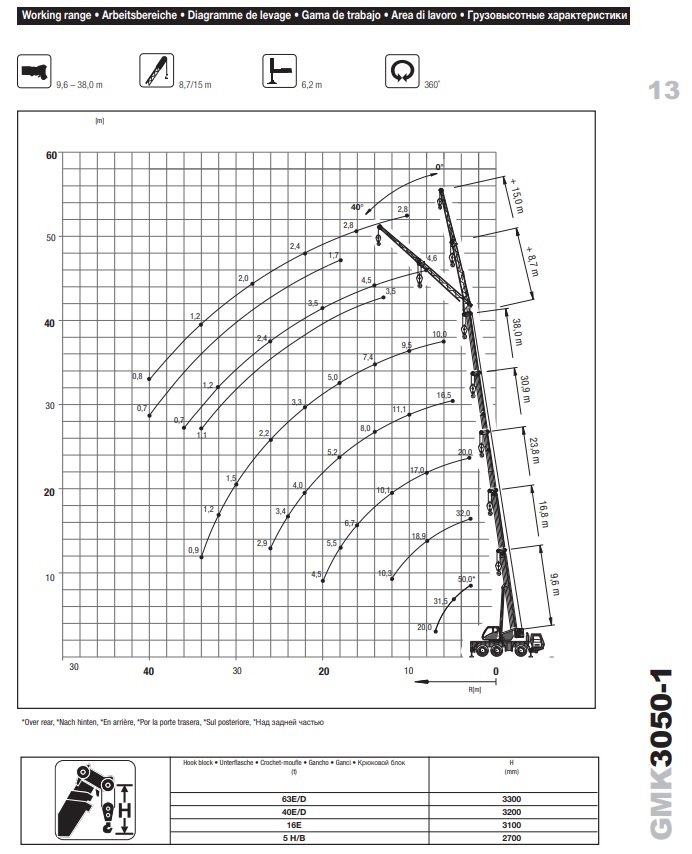 Working range • Arbeitsbereiche • Diagramme de levage • Gama de trabajo • Area di lavoro • Грузовысотные характеристики
9,6 – 38,0 m
8,7/15 m
6,2 m
360˚
13
[m]
60
0°
+ 15,0 m
40°
2,8
2,8
50
2,4
1,7
4,6
+ 8,7 m
2,0
4,5
3,5
3,5
1,2
40
38,0 m
2,4
10,0
9,5
7,4
0,8
1,2
5,0
30,9 m
0,7
3,3
16,5
30
11,1
0,7
1,1
2,2
8,0
23,8 m
5,2
20,0
17,0
1,5
4,0
20
10,1
16,8 m
1,2
3,4
32,0
6,7
18,9
0,9
2,9
5,5
10
4,5
10,3
50,0*
9,6 m
31,5
20,0
30
40
30
20
10
0
R[m]
*Over rear, *Nach hinten, *En arrière, *Por la porte trasera, *Sul posteriore, *Над задней частью
GMK3050-1
Hook block • Unterflasche • Crochet-moufle • Gancho • Ganci • Крюковой блок
(t)
H
(mm)
H
63E/D 3300
40E/D 3200
16E 3100
5 H/B 2700